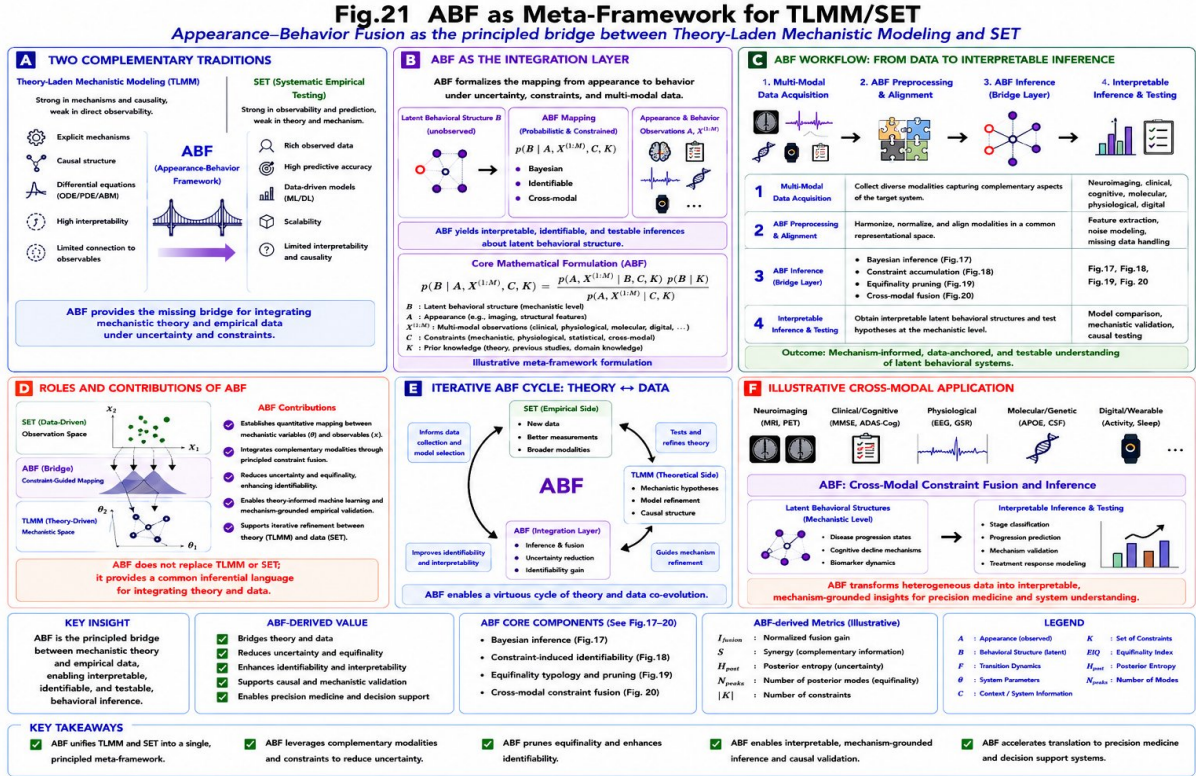 Fig.21 ABF as Meta-Framework for TLMM/SET
Appearance–Behavior Fusion as the principled bridge between Theory-Laden Mechanistic Modeling and SET
A TWO COMPLEMENTARY TRADITIONS
Theory-Laden Mechanistic Modeling (TLMM)
Strong in mechanisms and causality,
weak in direct observability.
Explicit mechanisms
Causal structure
Differential equations
(ODE/PDE/ABM)
High interpretability
Limited connection to
observables
ABF
(Appearance-Behavior
Framework)
SET (Systematic Empirical
Testing)
Strong in observability and prediction,
weak in theory and mechanism.
Rich observed data
High predictive accuracy
Data-driven models
(ML/DL)
Scalability
Limited interpretability
and causality
ABF provides the missing bridge for integrating
mechanistic theory and empirical data
under uncertainty and constraints.
B ABF AS THE INTEGRATION LAYER
ABF formalizes the mapping from appearance to behavior
under uncertainty, constraints, and multi-modal data.
Latent Behavioral Structure B
(unobserved)
ABF Mapping
(Probabilistic & Constrained)
p(B | A, X^(1:M), C, K)
• Bayesian
• Identifiable
• Cross-modal
Appearance & Behavior
Observations A, X^(1:M)
...
ABF yields interpretable, identifiable, and testable inferences
about latent behavioral structure.
Core Mathematical Formulation (ABF)
p(B | A, X^(1:M), C, K) = p(A, X^(1:M) | B, C, K) p(B | K) / p(A, X^(1:M) | C, K)
B : Latent behavioral structure (mechanistic level)
A : Appearance (e.g., imaging, structural features)
X^(1:M) : Multi-modal observations (clinical, physiological, molecular, digital, ...)
C : Constraints (mechanistic, physiological, statistical, cross-modal)
K : Prior knowledge (theory, previous studies, domain knowledge)
Illustrative meta-framework formulation
C ABF WORKFLOW: FROM DATA TO INTERPRETABLE INFERENCE
1. Multi-Modal
Data Acquisition
2. ABF Preprocessing
& Alignment
3. ABF Inference
(Bridge Layer)
4. Interpretable
Inference & Testing
1 Multi-Modal
Data Acquisition
Collect diverse modalities capturing complementary aspects
of the target system.
Neuroimaging, clinical,
cognitive, molecular,
physiological, digital
2 ABF Preprocessing
& Alignment
Harmonize, normalize, and align modalities in a common
representational space.
Feature extraction,
noise modeling,
missing data handling
3 ABF Inference
(Bridge Layer)
• Bayesian inference (Fig.17)
• Constraint accumulation (Fig.18)
• Equifinality pruning (Fig.19)
• Cross-modal fusion (Fig.20)
Fig.17, Fig.18,
Fig.19, Fig. 20
4 Interpretable
Inference & Testing
Obtain interpretable latent behavioral structures and test
hypotheses at the mechanistic level.
Model comparison,
mechanistic validation,
causal testing
Outcome: Mechanism-informed, data-anchored, and testable understanding
of latent behavioral systems.
D ROLES AND CONTRIBUTIONS OF ABF
SET (Data-Driven)
Observation Space
X2
X1
ABF (Bridge)
Constraint-Guided Mapping
TLMM (Theory-Driven)
Mechanistic Space
θ2
θ1
ABF Contributions
Establishes quantitative mapping between
mechanistic variables (θ) and observables (x).
Integrates complementary modalities through
principled constraint fusion.
Reduces uncertainty and equifinality,
enhancing identifiability.
Enables theory-informed machine learning and
mechanism-grounded empirical validation.
Supports iterative refinement between
theory (TLMM) and data (SET).
ABF does not replace TLMM or SET;
it provides a common inferential language
for integrating theory and data.
E ITERATIVE ABF CYCLE: THEORY ↔ DATA
SET (Empirical Side)
• New data
• Better measurements
• Broader modalities
Informs data
collection and
model selection
Tests and
refines theory
ABF
TLMM (Theoretical Side)
• Mechanistic hypotheses
• Model refinement
• Causal structure
ABF (Integration Layer)
• Inference & fusion
• Uncertainty reduction
• Identifiability gain
Improves identifiability
and interpretability
Guides mechanism
refinement
ABF enables a virtuous cycle of theory and data co-evolution.
F ILLUSTRATIVE CROSS-MODAL APPLICATION
Neuroimaging
(MRI, PET)
Clinical/Cognitive
(MMSE, ADAS-Cog)
Physiological
(EEG, GSR)
Molecular/Genetic
(APOE, CSF)
Digital/Wearable
(Activity, Sleep)
...
ABF: Cross-Modal Constraint Fusion and Inference
Latent Behavioral Structures
(Mechanistic Level)
• Disease progression states
• Cognitive decline mechanisms
• Biomarker dynamics
Interpretable Inference & Testing
• Stage classification
• Progression prediction
• Mechanism validation
• Treatment response modeling
ABF transforms heterogeneous data into interpretable,
mechanism-grounded insights for precision medicine and system understanding.
KEY INSIGHT
ABF is the principled bridge
between mechanistic theory
and empirical data,
enabling interpretable,
identifiable, and testable,
behavioral inference.
ABF-DERIVED VALUE
Bridges theory and data
Reduces uncertainty and equifinality
Enhances identifiability and interpretability
Supports causal and mechanistic validation
Enables precision medicine and decision support
ABF CORE COMPONENTS (See Fig.17–20)
• Bayesian inference (Fig.17)
• Constraint-induced identifiability (Fig.18)
• Equifinality typology and pruning (Fig.19)
• Cross-modal constraint fusion (Fig. 20)
ABF-derived Metrics (Illustrative)
I_fusion : Normalized fusion gain
S : Synergy (complementary information)
H_post : Posterior entropy (uncertainty)
N_peaks : Number of posterior modes (equifinality)
|K| : Number of constraints
LEGEND
A : Appearance (observed)
B : Behavioral Structure (latent)
F : Transition Dynamics
θ : System Parameters
C : Context / System Information
K : Set of Constraints
EIQ : Equifinality Index
H_post : Posterior Entropy
N_peaks : Number of Modes
KEY TAKEAWAYS
ABF unifies TLMM and SET into a single,
principled meta-framework.
ABF leverages complementary modalities
and constraints to reduce uncertainty.
ABF prunes equifinality and enhances
identifiability.
ABF enables interpretable, mechanism-grounded
inference and causal validation.
ABF accelerates translation to precision medicine
and decision support systems.